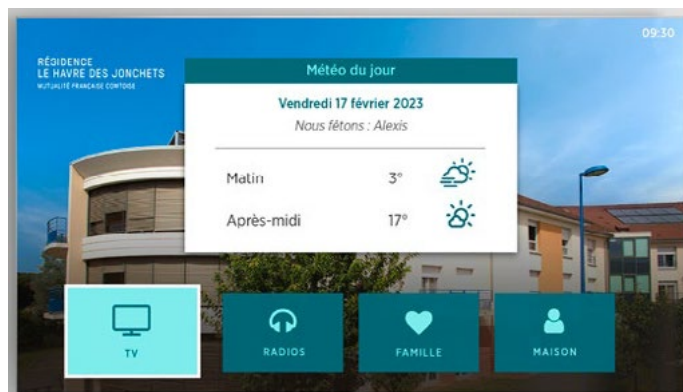 09:30
RÉSIDENCE
LE HAVRE DES JONCHETS
MUTUALITÉ FRANÇAISE COMTOISE
Météo du jour
Vendredi 17 février 2023
Nous fêtons : Alexis
Matin 3°
Après-midi 17°
TV RADIOS FAMILLE MAISON